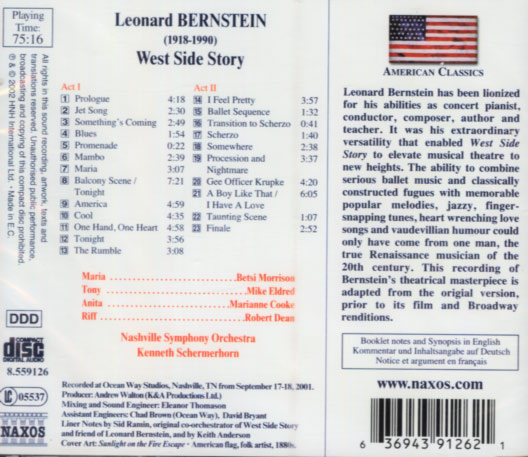 Playing
Time:
75:16
Leonard BERNSTEIN
(1918-1990)
West Side Story
All rights in this sound recording, artwork, texts and
translations reserved. Unauthorised public performance,
broadcasting and copying of this compact disc prohibited.
℗ & © 2002 HNH International Ltd. • Made in E.C.
Act I
1 Prologue 4:18
2 Jet Song 2:30
3 Something's Coming 2:49
4 Blues 1:54
5 Promenade 0:22
6 Mambo 2:39
7 Maria 3:07
8 Balcony Scene / 7:21
Tonight
9 America 4:59
10 Cool 4:35
11 One Hand, One Heart 4:58
12 Tonight 3:56
13 The Rumble 3:08
Act II
14 I Feel Pretty 3:57
15 Ballet Sequence 1:32
16 Transition to Scherzo 0:41
17 Scherzo 1:40
18 Somewhere 2:38
19 Procession and 3:37
Nightmare
20 Gee Officer Krupke 4:20
21 A Boy Like That / 6:05
I Have A Love
22 Taunting Scene 1:07
23 Finale 2:52
Maria ........................ Betsi Morrison
Tony ........................ Mike Eldred
Anita ........................ Marianne Cooke
Riff ........................ Robert Dean
Nashville Symphony Orchestra
Kenneth Schermerhorn
DDD
COMPACT
disc
DIGITAL AUDIO
8.559126
LC 05537
NAXOS
Recorded at Ocean Way Studios, Nashville, TN from September 17-18, 2001.
Producer: Andrew Walton (K&A Productions Ltd.)
Mixing and Sound Engineer: Eleanor Thomason
Assistant Engineers: Chad Brown (Ocean Way), David Bryant
Liner Notes by Sid Ramin, original co-orchestrator of West Side Story
and friend of Leonard Bernstein, and by Keith Anderson
Cover Art: Sunlight on the Fire Escape • American flag, folk artist, 1880s.
AMERICAN CLASSICS
Leonard Bernstein has been lionized
for his abilities as concert pianist,
conductor, composer, author and
teacher. It was his extraordinary
versatility that enabled West Side
Story to elevate musical theatre to
new heights. The ability to combine
serious ballet music and classically
constructed fugues with memorable
popular melodies, jazzy, finger-
snapping tunes, heart wrenching love
songs and vaudevillian humour could
only have come from one man, the
true Renaissance musician of the
20th century. This recording of
Bernstein's theatrical masterpiece is
adapted from the origial version,
prior to its film and Broadway
renditions.
Booklet notes and Synopsis in English
Kommentar und Inhaltsangabe auf Deutsch
Notice et argument en français
www.naxos.com
6 36943 91262 1